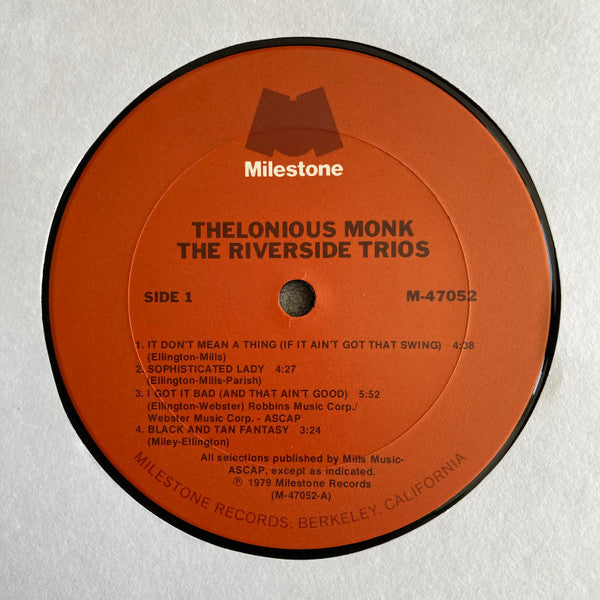 Milestone
THELONIOUS MONK
THE RIVERSIDE TRIOS
SIDE 1
M-47052
1. IT DON'T MEAN A THING (IF IT AIN'T GOT THAT SWING) 4:38
(Ellington-Mills)
2. SOPHISTICATED LADY 4:27
(Ellington-Mills-Parish)
3. I GOT IT BAD (AND THAT AIN'T GOOD) 5:52
(Ellington-Webster) Robbins Music Corp./
Webster Music Corp. - ASCAP
4. BLACK AND TAN FANTASY 3:24
(Miley-Ellington)
All selections published by Mills Music-
ASCAP, except as indicated.
℗ 1979 Milestone Records
(M-47052-A)
MILESTONE RECORDS, BERKELEY, CALIFORNIA